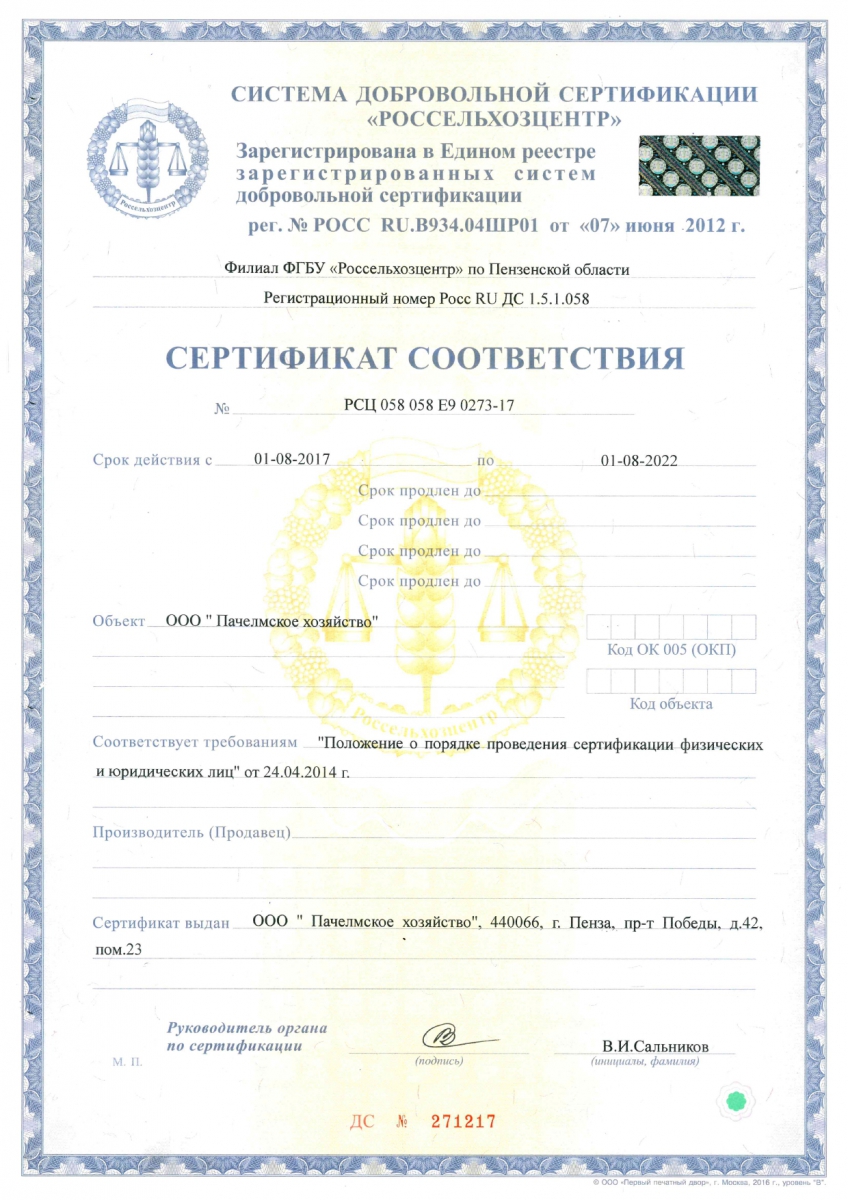 СИСТЕМА ДОБРОВОЛЬНОЙ СЕРТИФИКАЦИИ
«РОССЕЛЬХОЗЦЕНТР»
Зарегистрирована в Едином реестре
зарегистрированных систем
добровольной сертификации
рег. № РОСС RU.В934.04ШР01 от «07» июня 2012 г.
Россельхозцентр
Филиал ФГБУ «Россельхозцентр» по Пензенской области
Регистрационный номер Росс RU ДС 1.5.1.058
СЕРТИФИКАТ СООТВЕТСТВИЯ
№ РСЦ 058 058 Е9 0273-17
Срок действия с 01-08-2017 по 01-08-2022
Срок продлен до
Срок продлен до
Срок продлен до
Срок продлен до
Объект ООО " Пачелмское хозяйство"
Код ОК 005 (ОКП)
Код объекта
Россельхозцентр
Соответствует требованиям "Положение о порядке проведения сертификации физических
и юридических лиц" от 24.04.2014 г.
Производитель (Продавец)
Сертификат выдан ООО " Пачелмское хозяйство", 440066, г. Пенза, пр-т Победы, д.42,
пом.23
Руководитель органа
по сертификации
В.И.Сальников
М. П.
(подпись)
(инициалы, фамилия)
ДС № 271217
© ООО «Первый печатный двор», г. Москва, 2016 г., уровень "В".